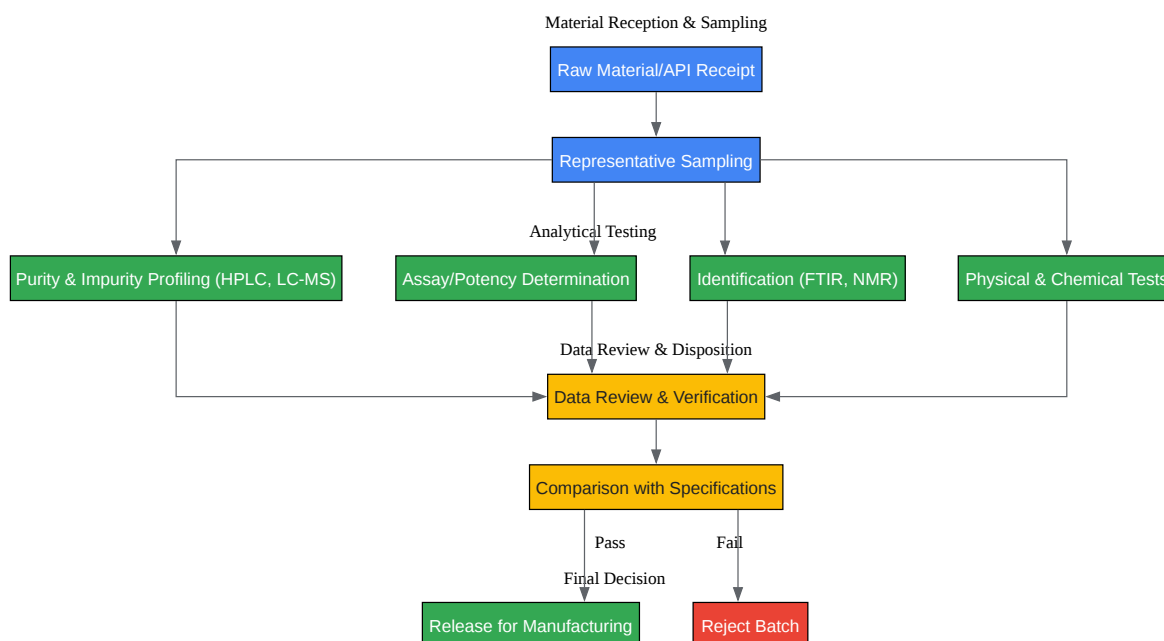 Material Reception & Sampling
Raw Material/API Receipt
Representative Sampling
Analytical Testing
Purity & Impurity Profiling (HPLC, LC-MS)
Assay/Potency Determination
Identification (FTIR, NMR)
Physical & Chemical Tests
Data Review & Disposition
Data Review & Verification
Comparison with Specifications
Pass
Fail
Final Decision
Release for Manufacturing
Reject Batch